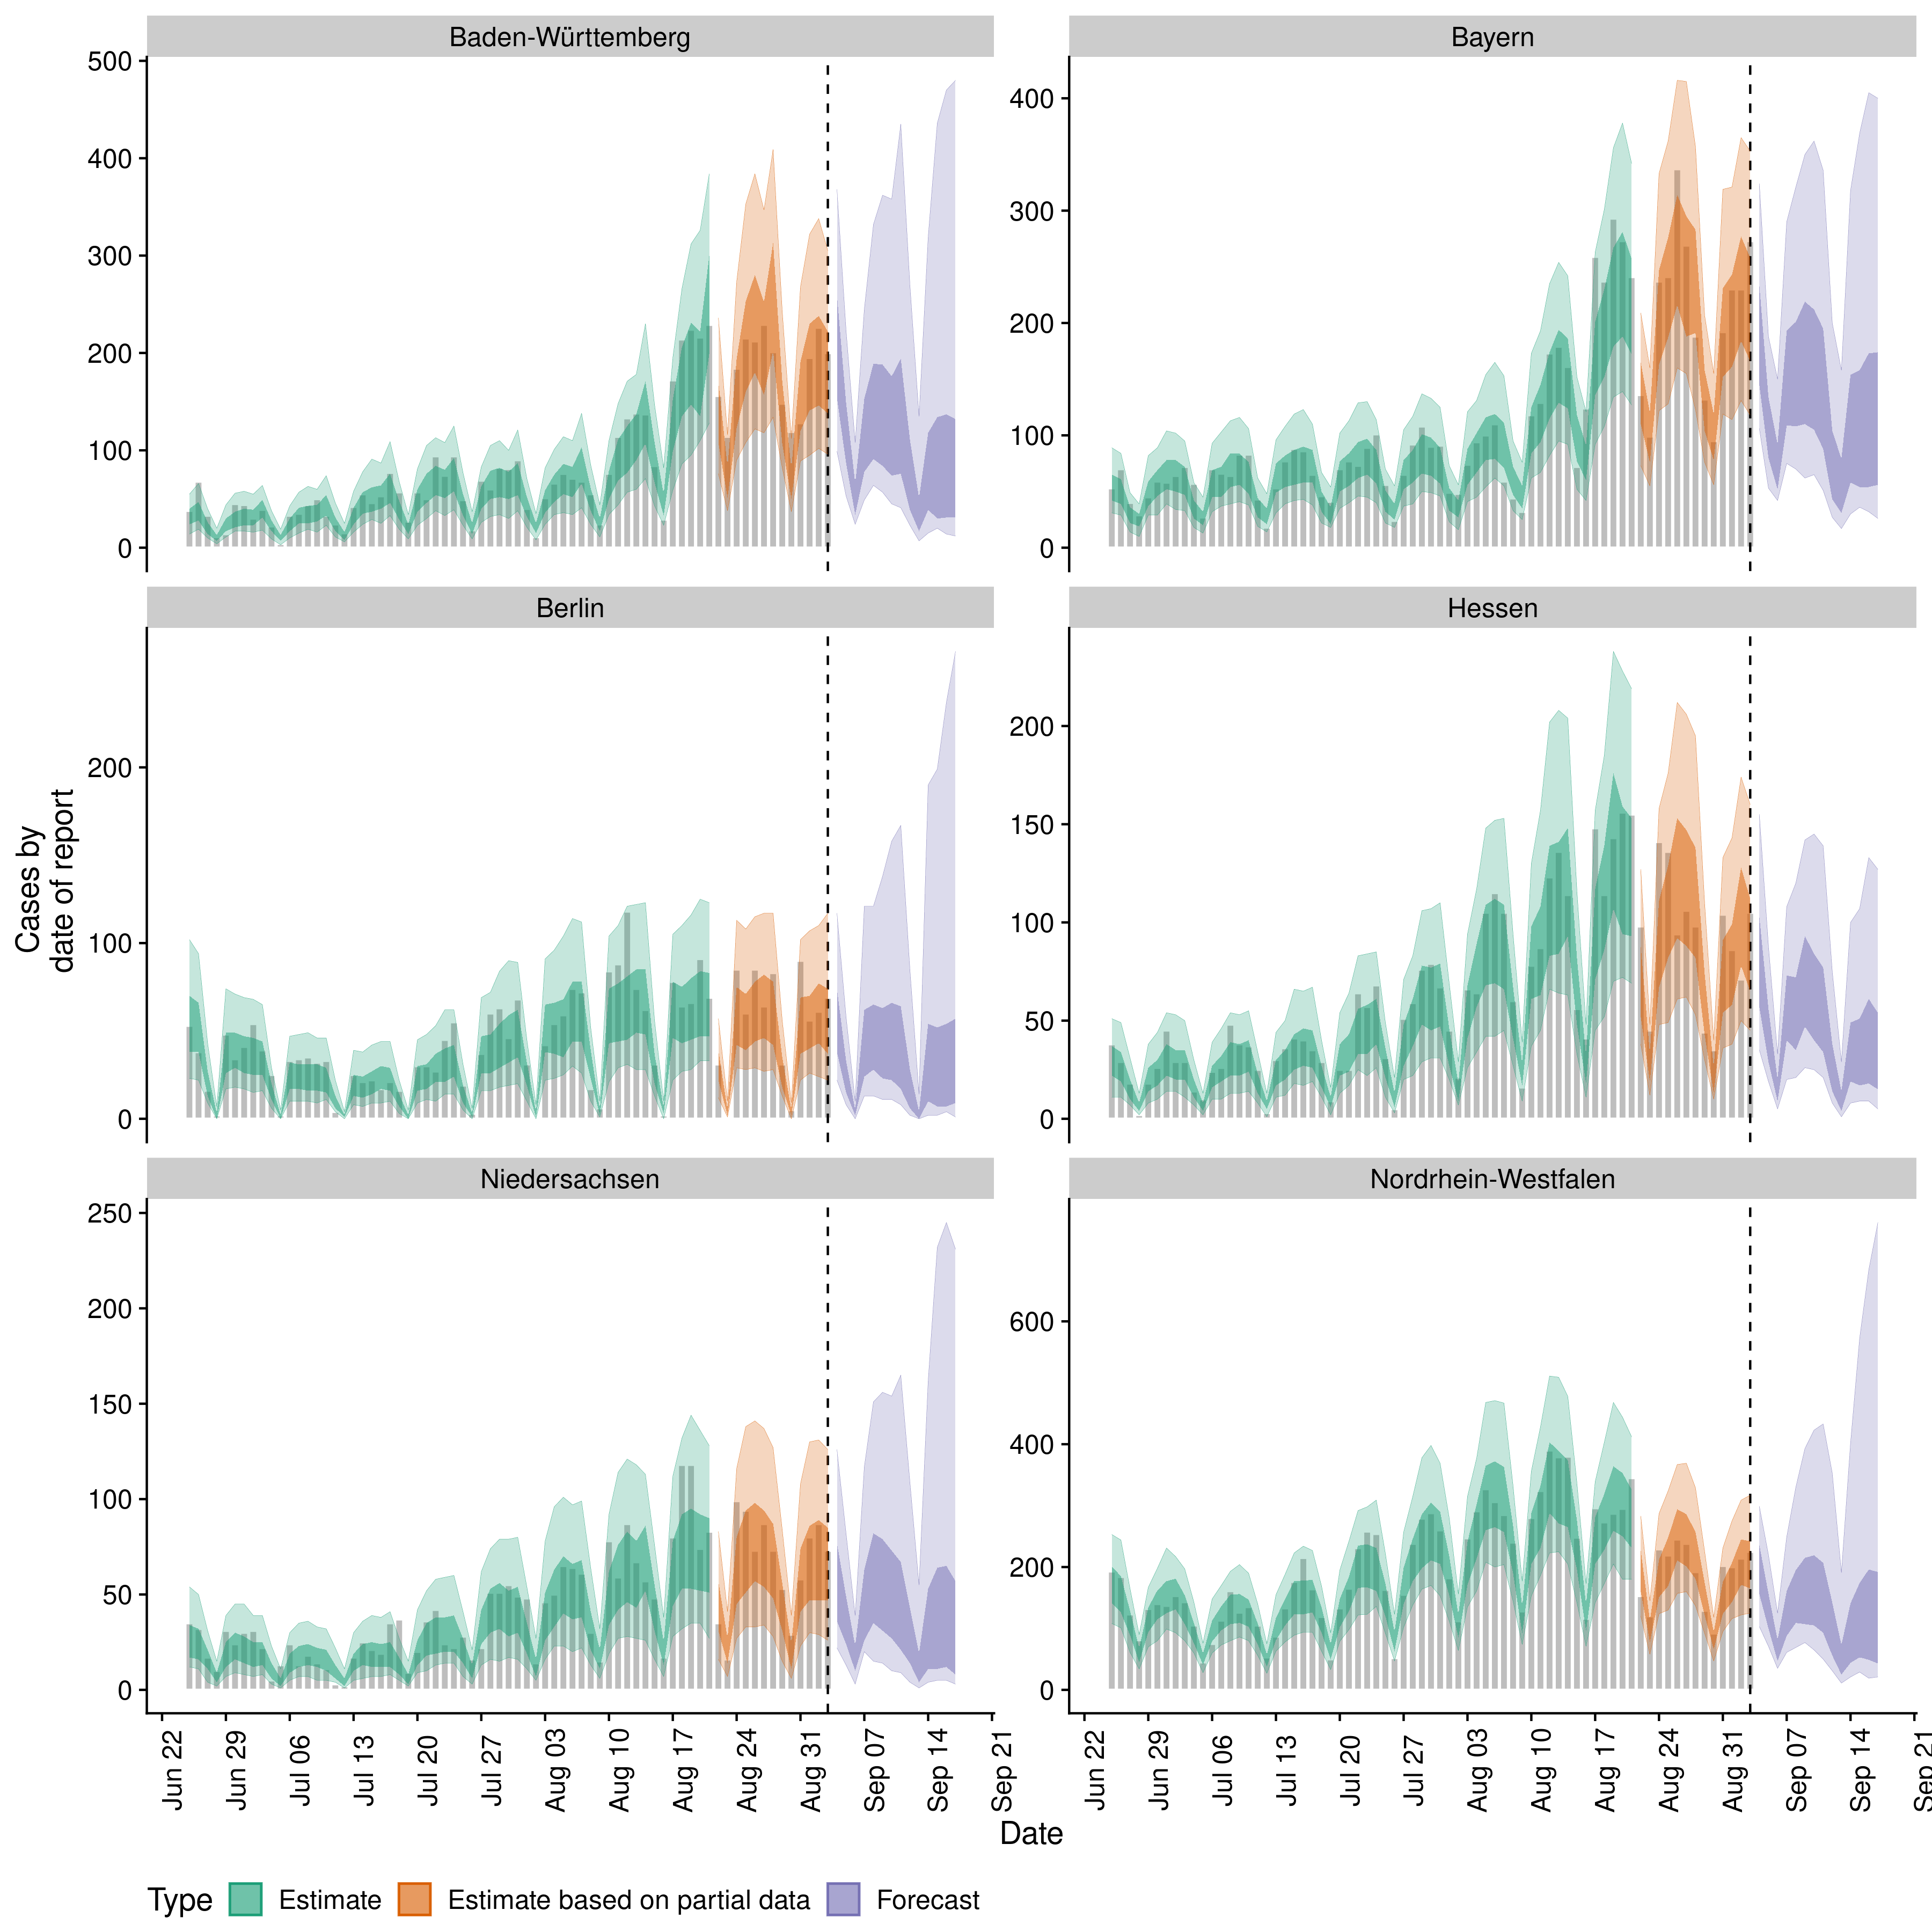 Baden-Württemberg
Bayern
500
400
300
200
100
0
400
300
200
100
0
Berlin
Hessen
Cases by
date of report
200
100
0
200
150
100
50
0
Niedersachsen
Nordrhein-Westfalen
250
200
150
100
50
0
600
400
200
0
Jun 22 Jun 29 Jul 06 Jul 13 Jul 20 Jul 27 Aug 03 Aug 10 Aug 17 Aug 24 Aug 31 Sep 07 Sep 14 Sep 21
Jun 22 Jun 29 Jul 06 Jul 13 Jul 20 Jul 27 Aug 03 Aug 10 Aug 17 Aug 24 Aug 31 Sep 07 Sep 14 Sep 21
Date
Type Estimate Estimate based on partial data Forecast